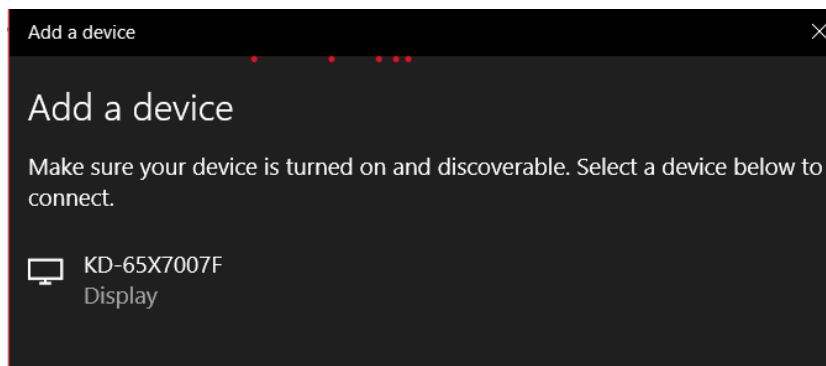 Add a device
Add a device
Make sure your device is turned on and discoverable. Select a device below to
connect.
KD-65X7007F
Display